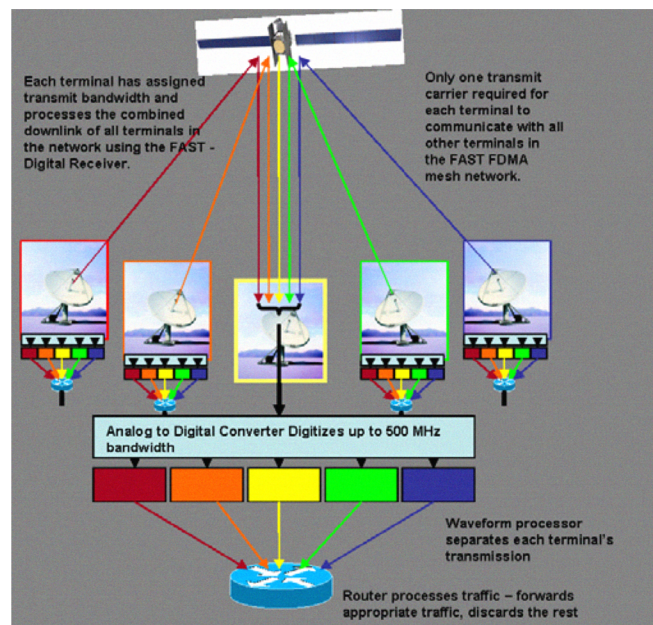 Each terminal has assigned
transmit bandwidth and
processes the combined
downlink of all terminals in
the network using the FAST -
Digital Receiver.
Only one transmit
carrier required for
each terminal to
communicate with all
other terminals in
the FAST FDMA
mesh network.
Analog to Digital Converter Digitizes up to 500 MHz
bandwidth
Waveform processor
separates each terminal's
transmission
Router processes traffic – forwards
appropriate traffic, discards the rest